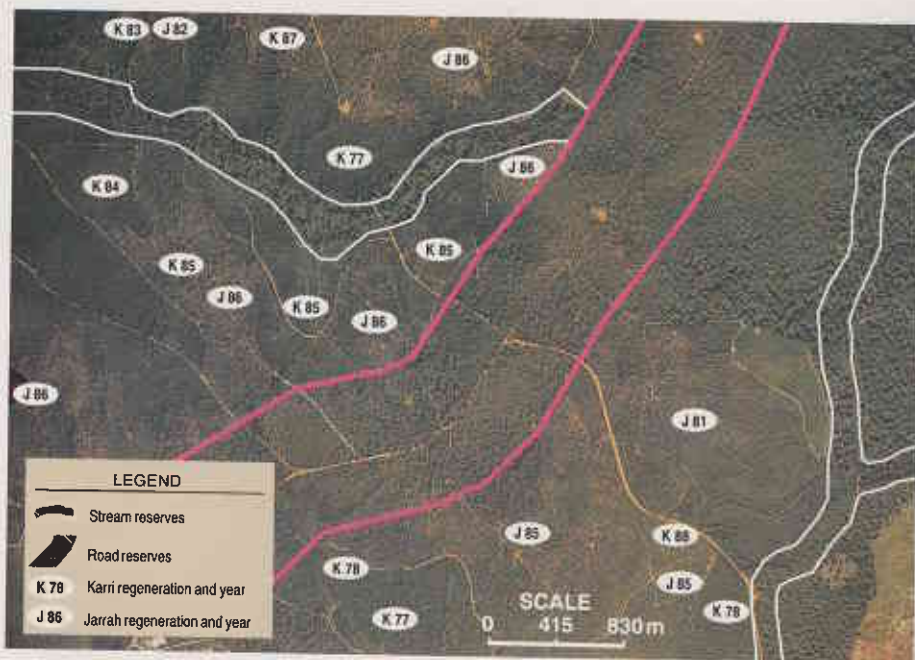 K 83 J 82
K 87
J 86
K 77
J 86
K 84
K 85
K 85
J 86
K 85
J 86
J 86
J 81
LEGEND
Stream reserves
Road reserves
K 78 Karri regeneration and year
J 86 Jarrah regeneration and year
J 85
K 88
K 78
J 85
K 78
K 77
SCALE
0 415 830 m